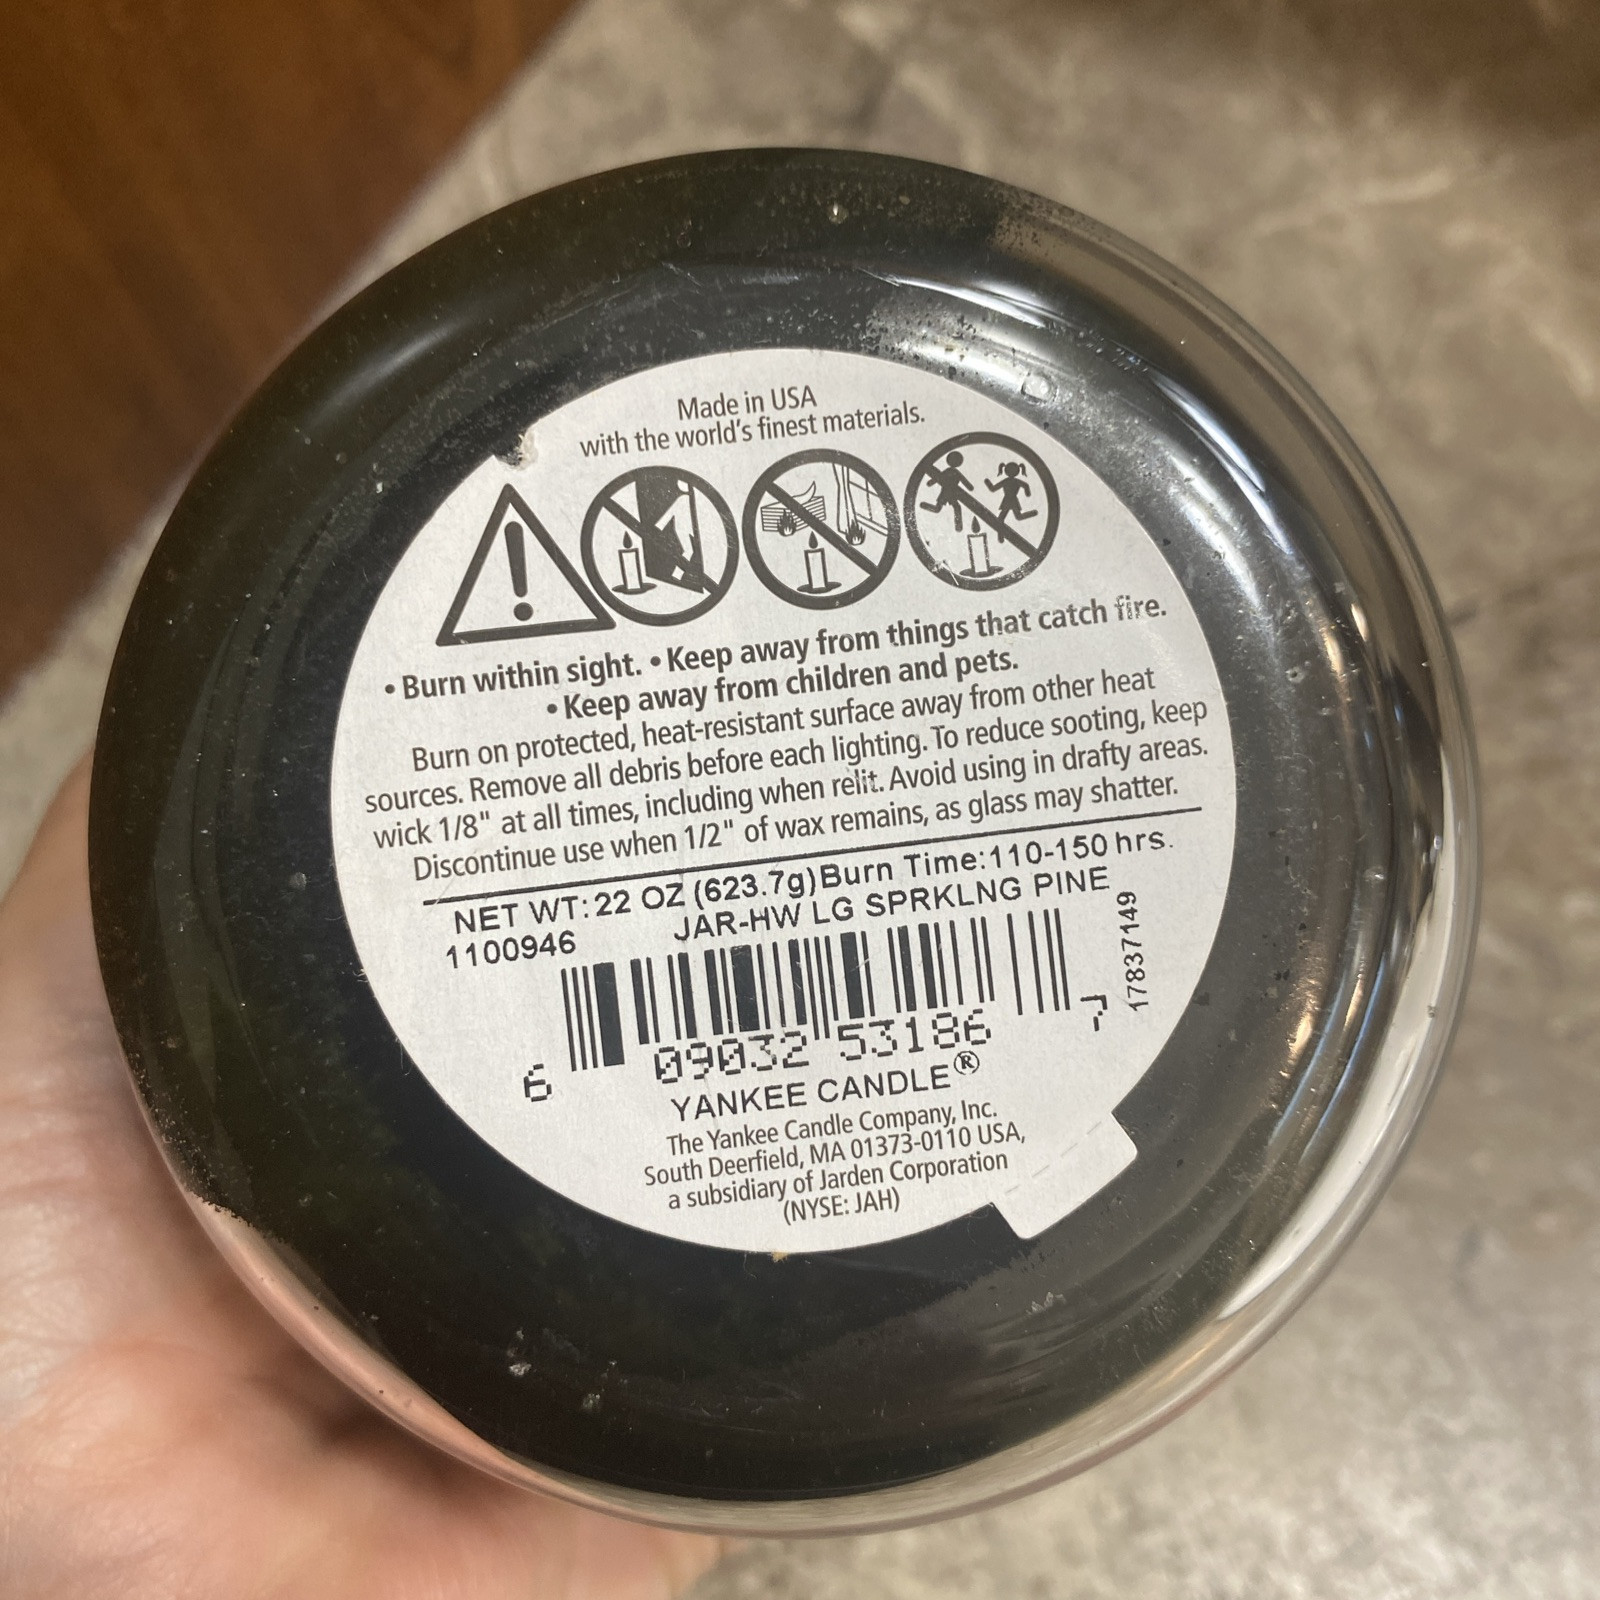 Made in USA
with the world's finest materials.
• Burn within sight. • Keep away from things that catch fire.
• Keep away from children and pets.
Burn on protected, heat-resistant surface away from other heat
sources. Remove all debris before each lighting. To reduce sooting, keep
wick 1/8" at all times, including when relit. Avoid using in drafty areas.
Discontinue use when 1/2" of wax remains, as glass may shatter.
NET WT: 22 OZ (623.7g) Burn Time: 110-150 hrs.
1100946 JAR-HW LG SPRKLNG PINE
17837149
6 09032 53186 7
YANKEE CANDLE®
The Yankee Candle Company, Inc.
South Deerfield, MA 01373-0110 USA,
a subsidiary of Jarden Corporation
(NYSE: JAH)